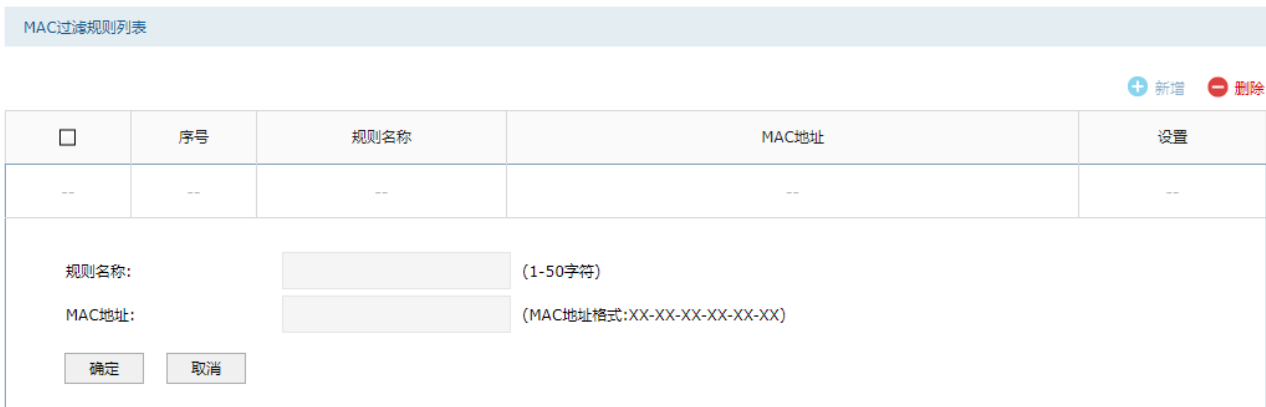 MAC过滤规则列表
新增 删除
序号 规则名称 MAC地址 设置
-- -- -- -- --
规则名称: (1-50字符)
MAC地址: (MAC地址格式:XX-XX-XX-XX-XX-XX)
确定 取消